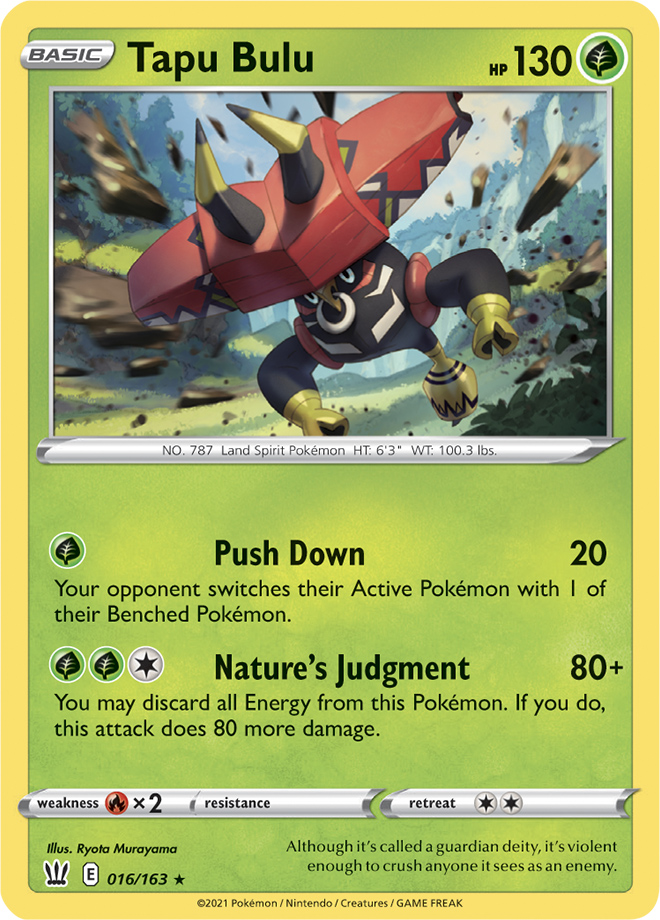 BASIC Tapu Bulu HP 130
NO. 787 Land Spirit Pokémon HT: 6'3" WT: 100.3 lbs.
Push Down 20
Your opponent switches their Active Pokémon with 1 of
their Benched Pokémon.
Nature's Judgment 80+
You may discard all Energy from this Pokémon. If you do,
this attack does 80 more damage.
weakness ×2 resistance retreat
Illus. Ryota Murayama
Although it's called a guardian deity, it's violent
enough to crush anyone it sees as an enemy.
E 016/163 ★
©2021 Pokémon / Nintendo / Creatures / GAME FREAK